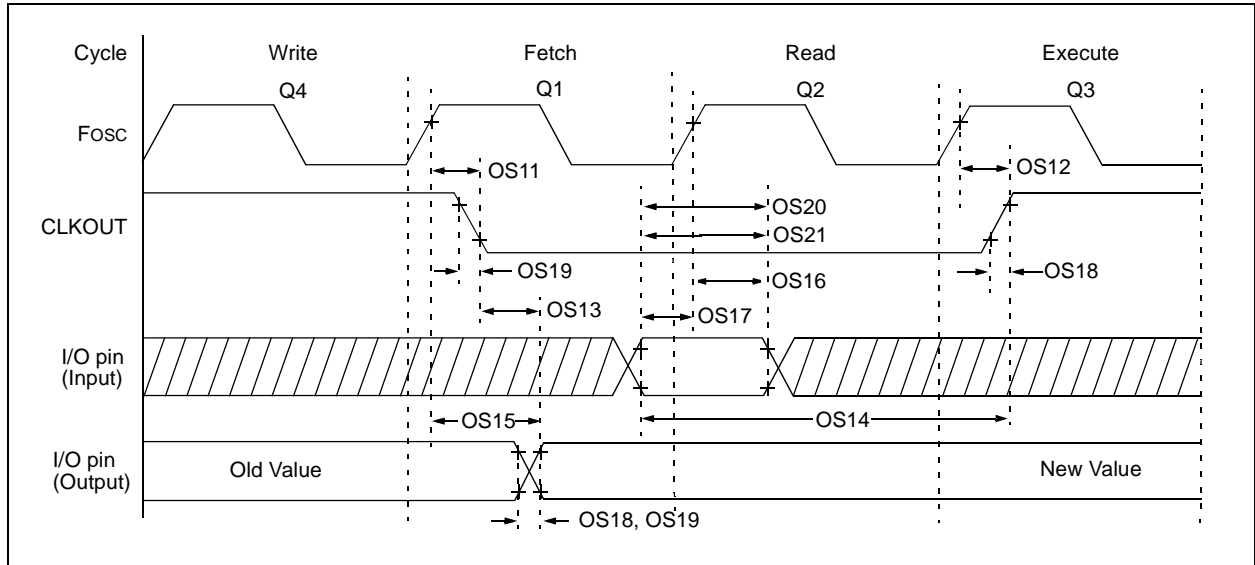 Cycle Write Fetch Read Execute
Q4 Q1 Q2 Q3
FOSC
OS11 OS12
OS20
CLKOUT
OS21
OS19 OS18
OS16
OS13 OS17
I/O pin
(Input)
OS15 OS14
I/O pin
(Output)
Old Value New Value
OS18, OS19